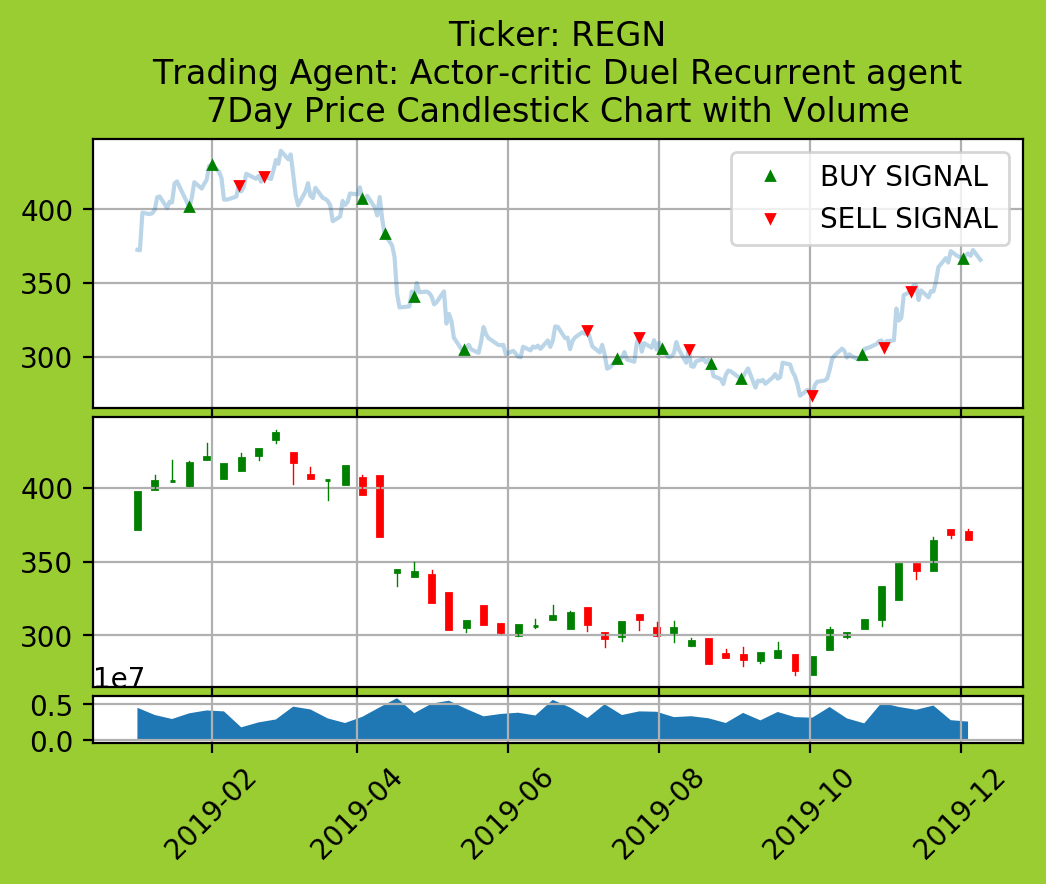 Ticker: REGN
Trading Agent: Actor-critic Duel Recurrent agent
7Day Price Candlestick Chart with Volume
BUY SIGNAL
SELL SIGNAL
400
350
300
400
350
300
1e7
0.5
0.0
2019-02
2019-04
2019-06
2019-08
2019-10
2019-12